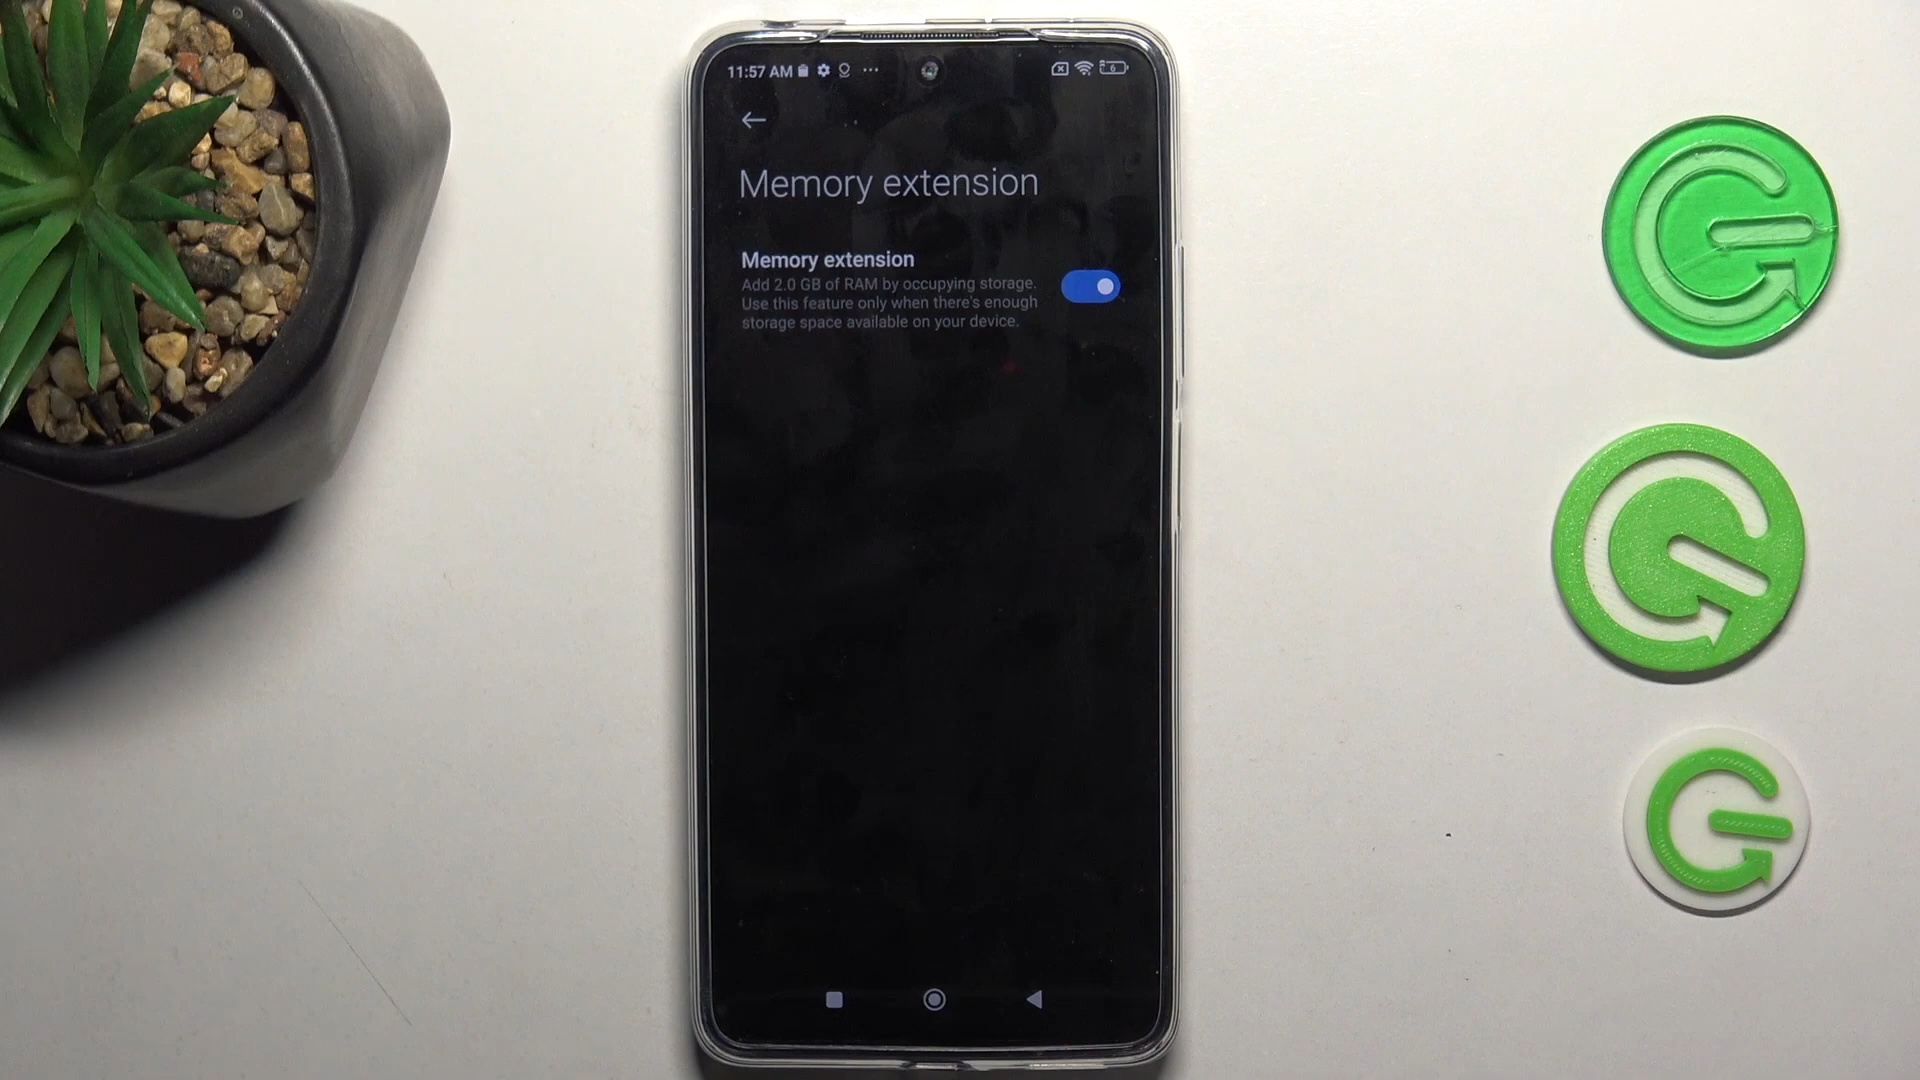 11:57 AM
6
Memory extension
Memory extension
Add 2.0 GB of RAM by occupying storage.
Use this feature only when there's enough
storage space available on your device.